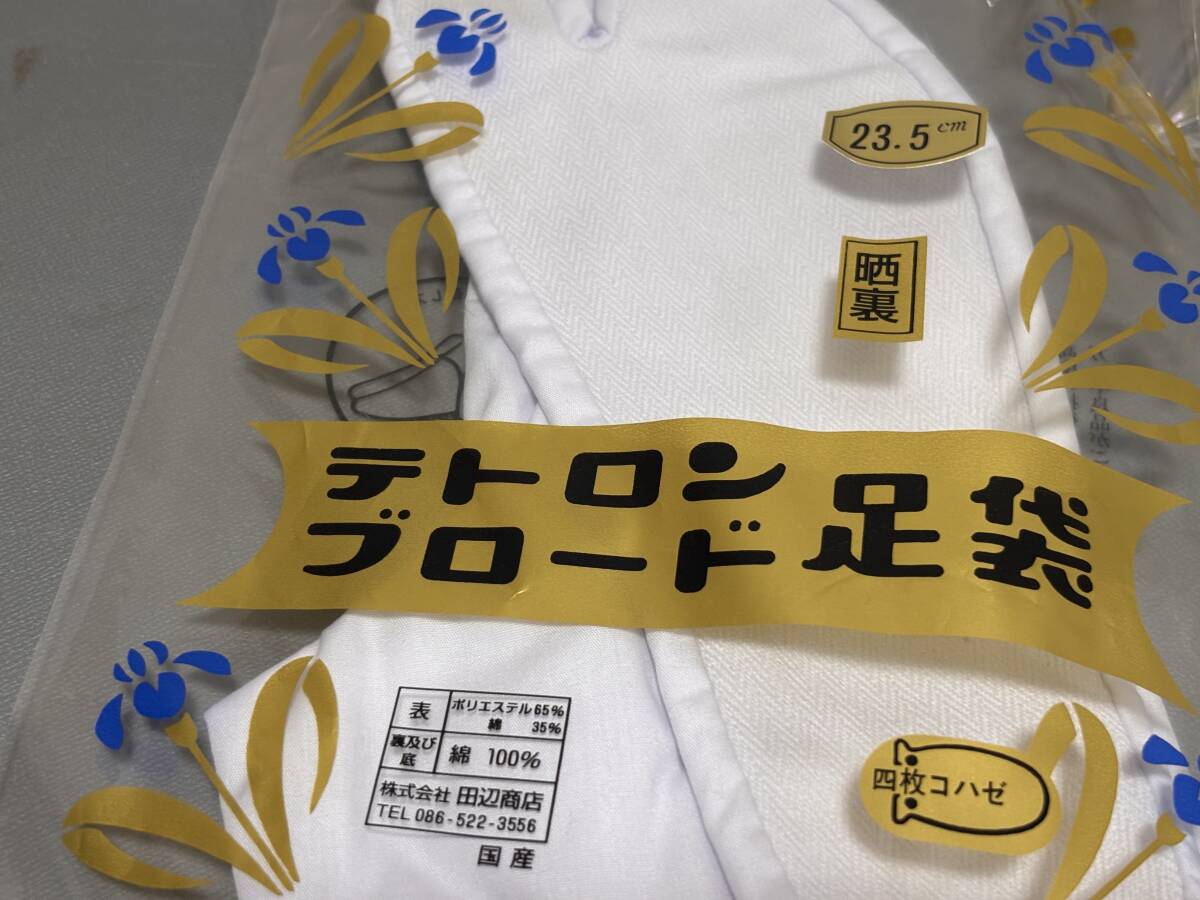 23.5cm
晒裏
テトロン
ブロード足袋
表 ポリエステル65%
綿 35%
裏及び底 綿 100%
株式会社 田辺商店
TEL 086-522-3556
国産
四枚コハゼ